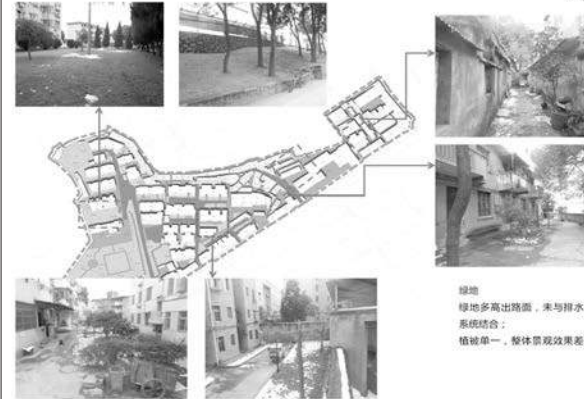 绿地
绿地多高出路面，未与排水
系统结合；
植被单一，整体景观效果差